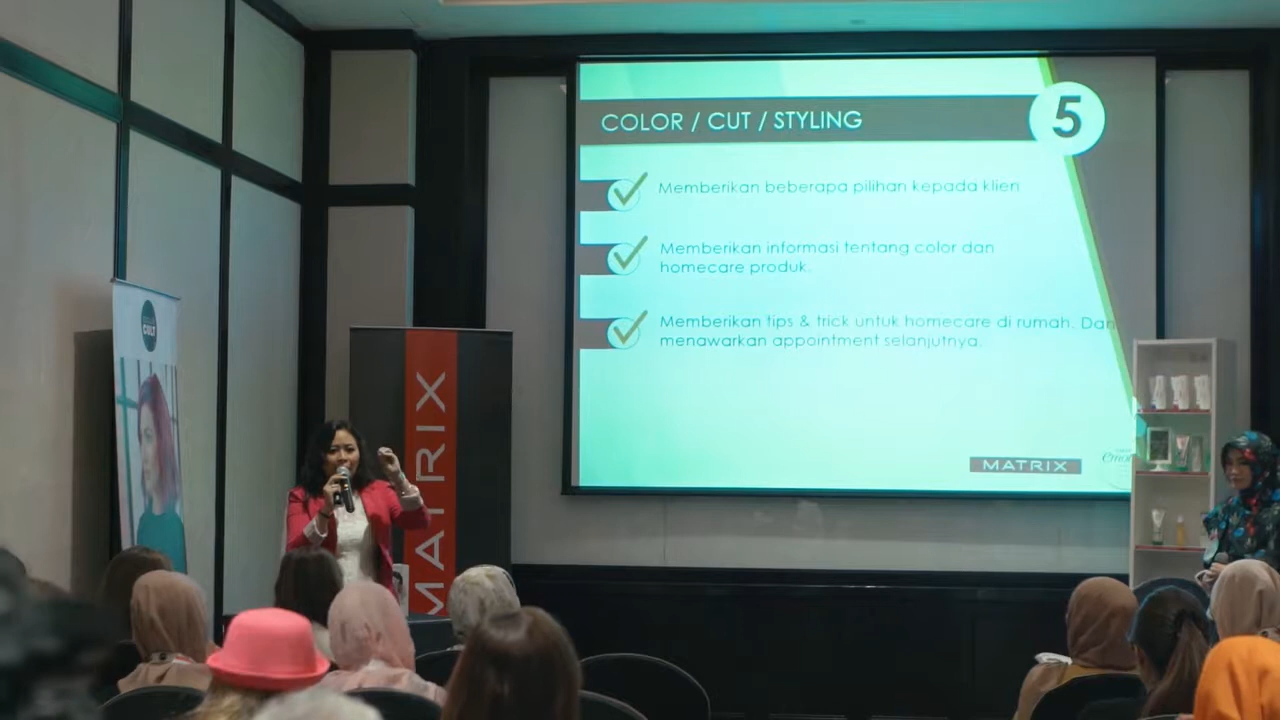 COLOR / CUT / STYLING
5
Memberikan beberapa pilihan kepada klien
Memberikan informasi tentang color dan
homecare produk.
Memberikan tips & trick untuk homecare di rumah. Dan
menawarkan appointment selanjutnya.
MATRIX
CULT
MATRIX